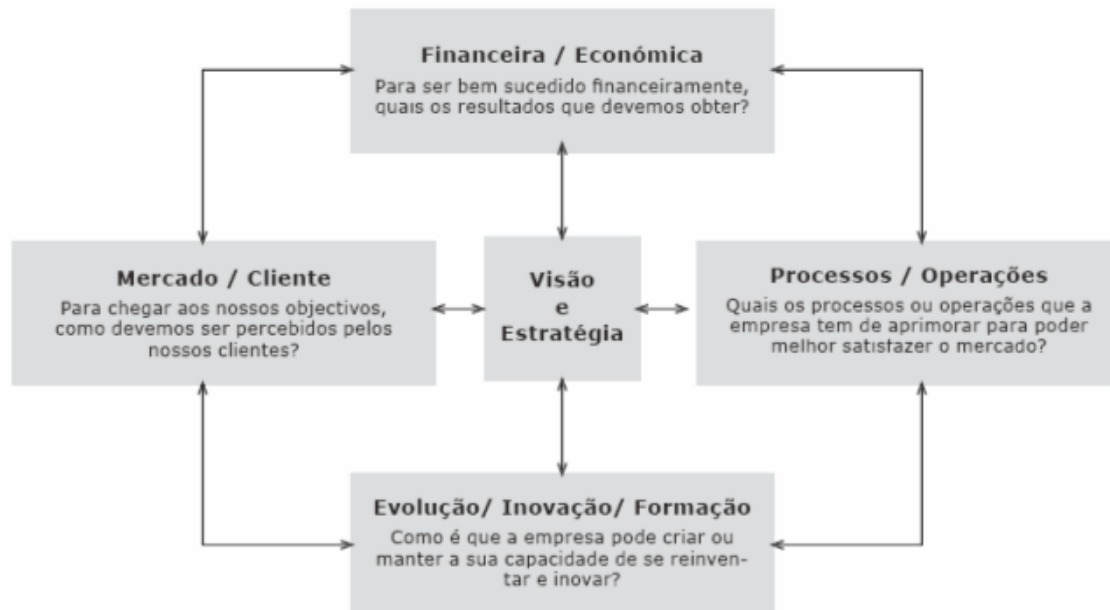 Financeira / Económica
Para ser bem sucedido financeiramente,
quais os resultados que devemos obter?
Mercado / Cliente
Para chegar aos nossos objectivos,
como devemos ser percebidos pelos
nossos clientes?
Visão
e
Estratégia
Processos / Operações
Quais os processos ou operações que a
empresa tem de aprimorar para poder
melhor satisfazer o mercado?
Evolução/ Inovação/ Formação
Como é que a empresa pode criar ou
manter a sua capacidade de se reinven-
tar e inovar?